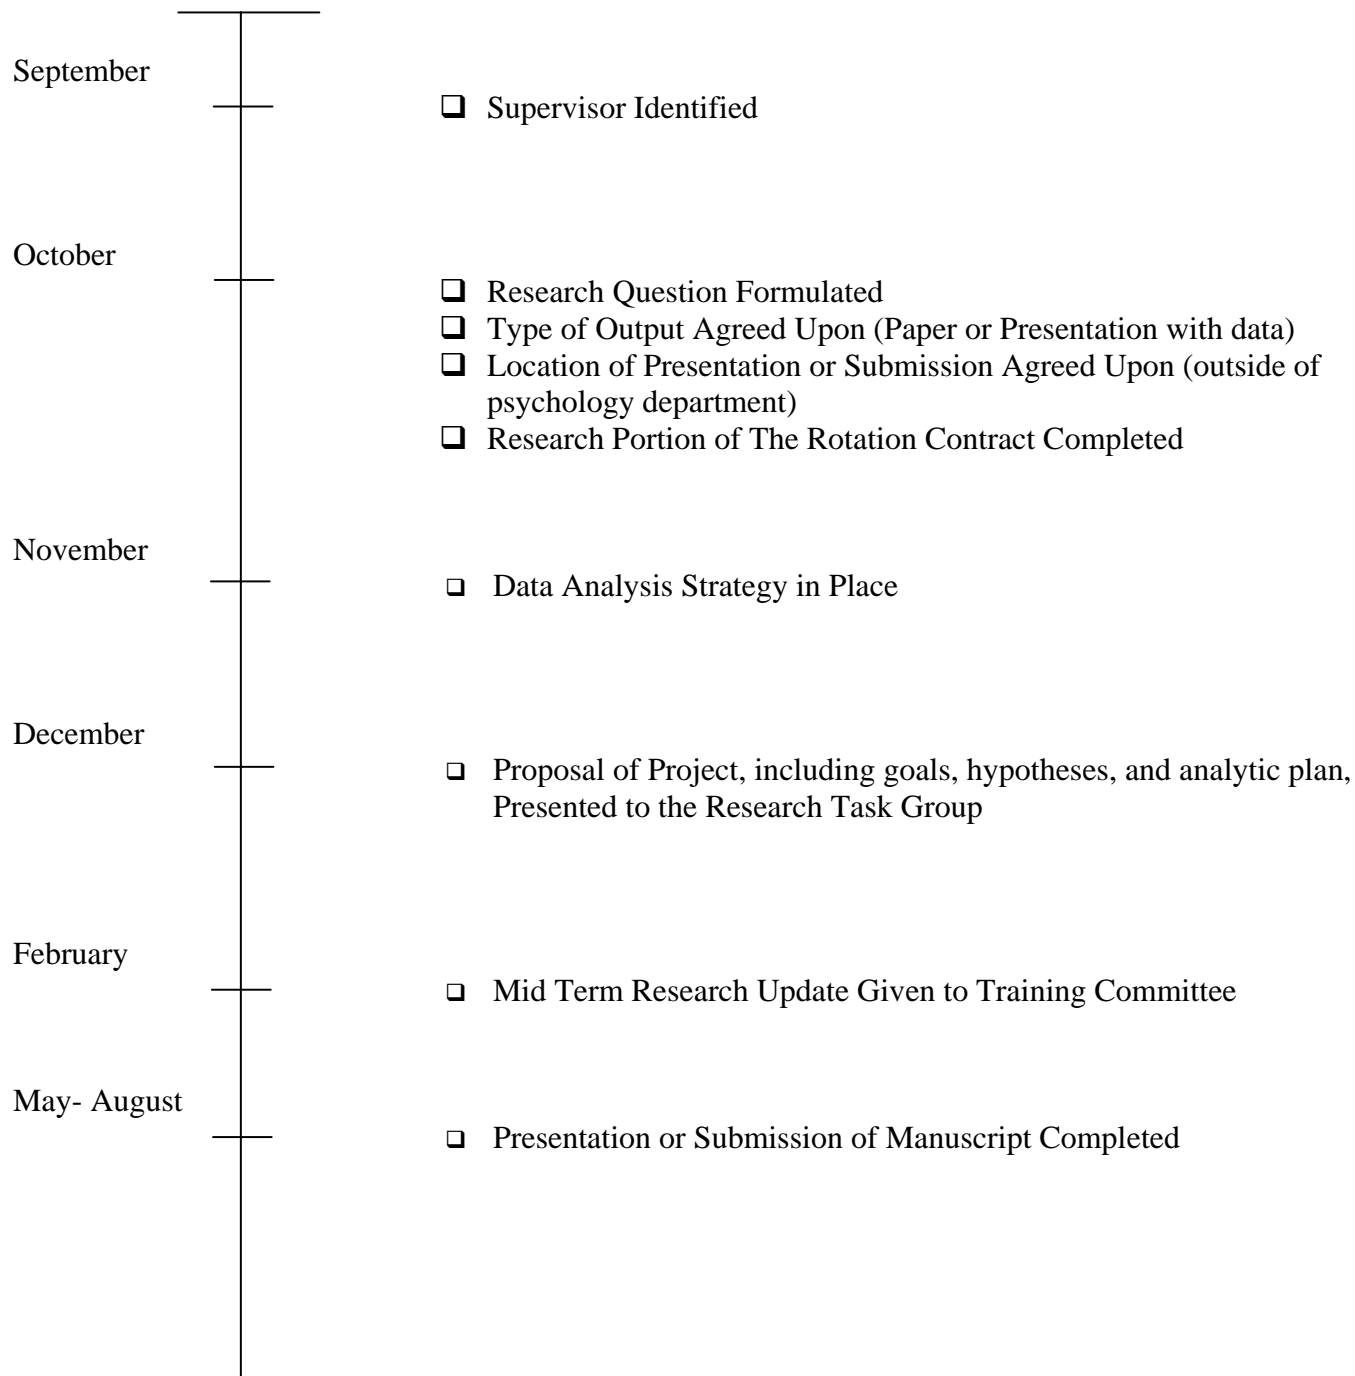 September
❑ Supervisor Identified
October
❑ Research Question Formulated
❑ Type of Output Agreed Upon (Paper or Presentation with data)
❑ Location of Presentation or Submission Agreed Upon (outside of
psychology department)
❑ Research Portion of The Rotation Contract Completed
November
❑ Data Analysis Strategy in Place
December
❑ Proposal of Project, including goals, hypotheses, and analytic plan,
Presented to the Research Task Group
February
❑ Mid Term Research Update Given to Training Committee
May- August
❑ Presentation or Submission of Manuscript Completed